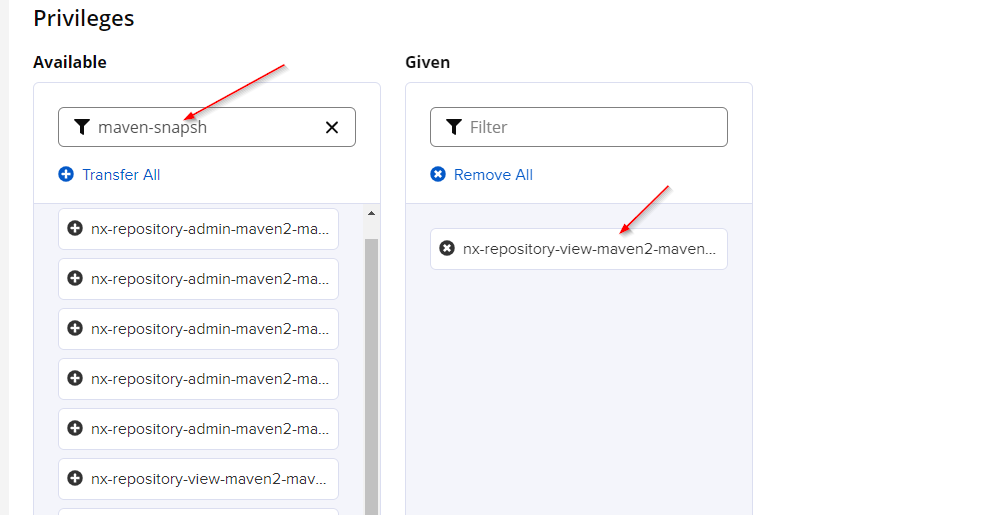 Privileges
Available
maven-snapsh
Transfer All
nx-repository-admin-maven2-ma...
nx-repository-admin-maven2-ma...
nx-repository-admin-maven2-ma...
nx-repository-admin-maven2-ma...
nx-repository-admin-maven2-ma...
nx-repository-view-maven2-mav...
Given
Filter
Remove All
nx-repository-view-maven2-maven...